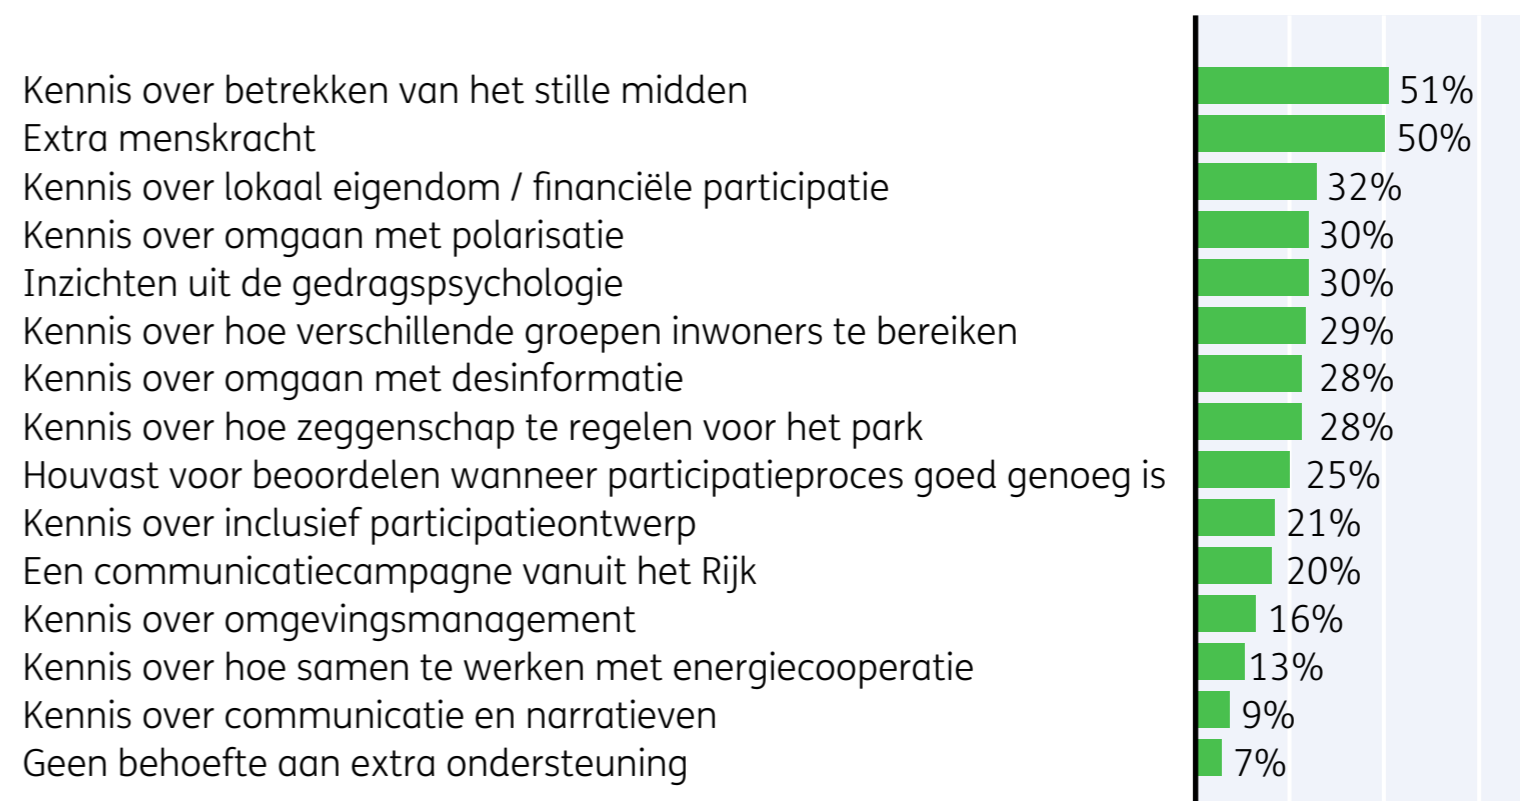 Kennis over betrekken van het stille midden 51%
Extra menskracht 50%
Kennis over lokaal eigendom / financiële participatie 32%
Kennis over omgaan met polarisatie 30%
Inzichten uit de gedragspsychologie 30%
Kennis over hoe verschillende groepen inwoners te bereiken 29%
Kennis over omgaan met desinformatie 28%
Kennis over hoe zeggenschap te regelen voor het park 28%
Houvast voor beoordelen wanneer participatieproces goed genoeg is 25%
Kennis over inclusief participatieontwerp 21%
Een communicatiecampagne vanuit het Rijk 20%
Kennis over omgevingsmanagement 16%
Kennis over hoe samen te werken met energiecooperatie 13%
Kennis over communicatie en narratieven 9%
Geen behoefte aan extra ondersteuning 7%